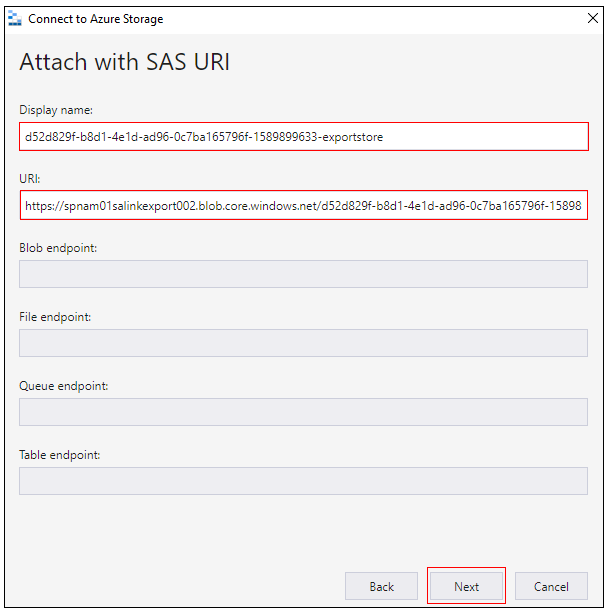 Connect to Azure Storage
Attach with SAS URI
Display name:
d52d829f-b8d1-4e1d-ad96-0c7ba165796f-1589899633-exportstore
URI:
https://spnam01salinkexport002.blob.core.windows.net/d52d829f-b8d1-4e1d-ad96-0c7ba165796f-15898
Blob endpoint:
File endpoint:
Queue endpoint:
Table endpoint:
Back Next Cancel